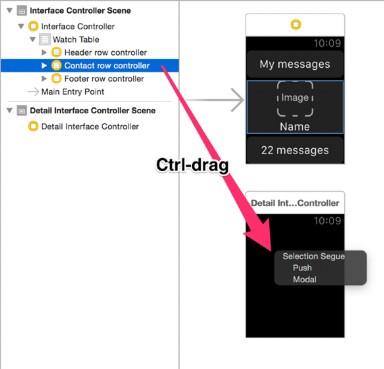 Interface Controller Scene
Interface Controller
Watch Table
Header row controller
Contact row controller
Footer row controller
Main Entry Point
Detail Interface Controller Scene
Detail Interface Controller
10:09
My messages
Image
Name
22 messages
Ctrl-drag
Detail Int...Controller
10:09
Selection Segue
Push
Modal